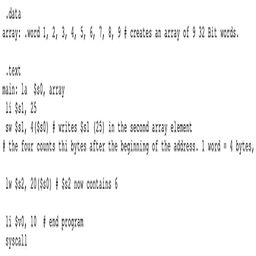 .data
array: .word 1, 2, 3, 4, 5, 6, 7, 8, 9 # creates an array of 9 32 Bit words.
.text
main: la $s0, array
li $s1, 25
sw $s1, 4($s0) # writes $s1 (25) in the second array element
# the four counts thi bytes after the beginning of the address. 1 word = 4 bytes,
lw $s2, 20($s0) # $s2 now contains 6
li $v0, 10 # end program
syscall